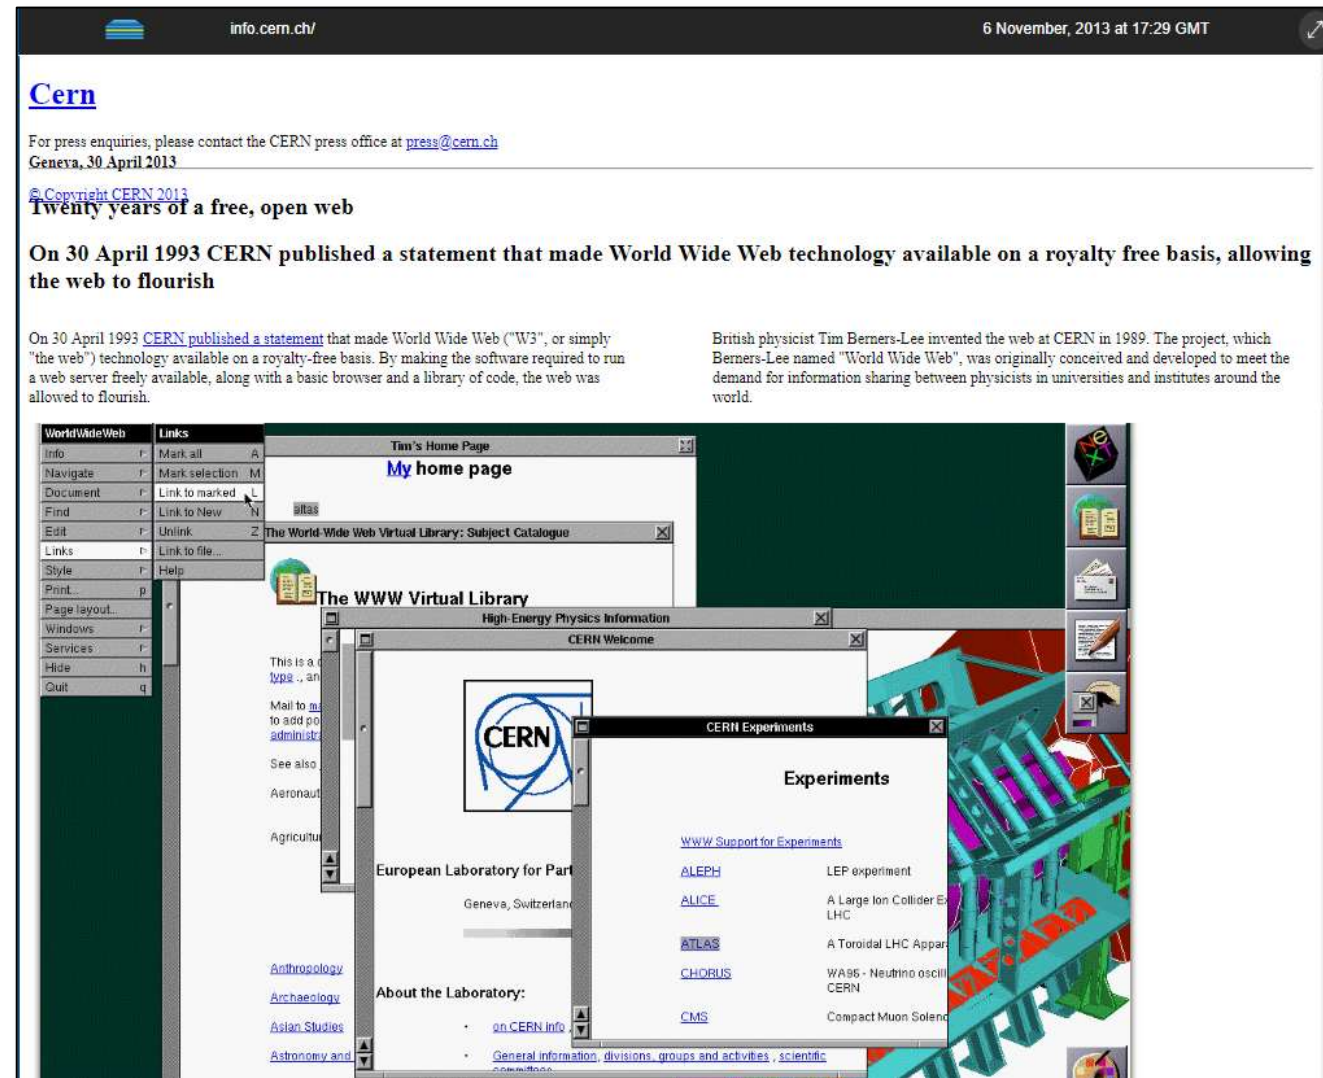 info.cern.ch/
6 November, 2013 at 17:29 GMT
Cern
For press enquiries, please contact the CERN press office at press@cern.ch
Geneva, 30 April 2013
© Copyright CERN 2013
Twenty years of a free, open web
On 30 April 1993 CERN published a statement that made World Wide Web technology available on a royalty free basis, allowing
the web to flourish
On 30 April 1993 CERN published a statement that made World Wide Web ("W3", or simply
"the web") technology available on a royalty-free basis. By making the software required to run
a web server freely available, along with a basic browser and a library of code, the web was
allowed to flourish.
British physicist Tim Berners-Lee invented the web at CERN in 1989. The project, which
Berners-Lee named "World Wide Web", was originally conceived and developed to meet the
demand for information sharing between physicists in universities and institutes around the
world.
WorldWideWeb
Info
Navigate
Document
Find
Edit
Links
Style
Print... p
Page layout..
Windows
Services
Hide h
Quit q
Links
Mark all A
Mark selection M
Link to marked L
Link to New N
Unlink Z
Link to file...
Help
Tim's Home Page
My home page
atlas
The World-Wide Web Virtual Library: Subject Catalogue
The WWW Virtual Library
This is a
type ., an
Mail to
to add po
administr
See also
Aeronaut
Agricultu
Anthropology
Archaeology
Asian Studies
Astronomy and
High-Energy Physics Information
CERN Welcome
CERN
European Laboratory for Part
Geneva, Switzerland
About the Laboratory:
on CERN info
General information, divisions, groups and activities , scientific
committees
CERN Experiments
Experiments
WWW Support for Experiments
ALEPH LEP experiment
ALICE A Large Ion Collider Ex
LHC
ATLAS A Toroidal LHC Appar
CHORUS WA95 - Neutrino oscill
CERN
CMS Compact Muon Soleno
NeXT